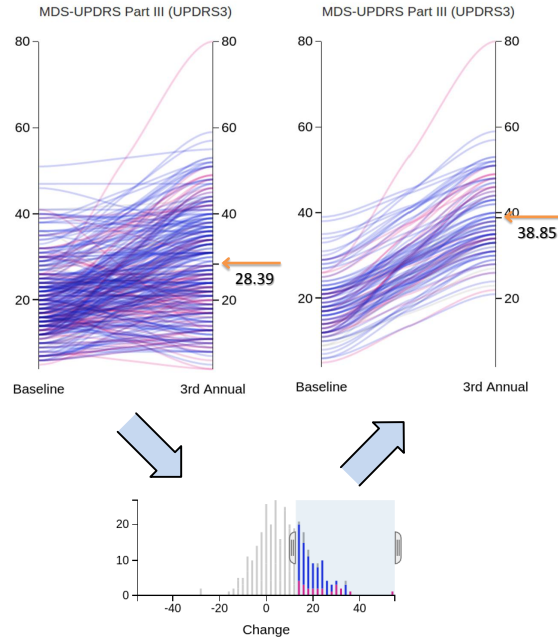 MDS-UPDRS Part III (UPDRS3) MDS-UPDRS Part III (UPDRS3)
80 80 80
60 60 60 60
40 40 40 40
38.85
28.39
20 20 20 20
Baseline 3rd Annual Baseline 3rd Annual
20
10
0
-40 -20 0 20 40
Change